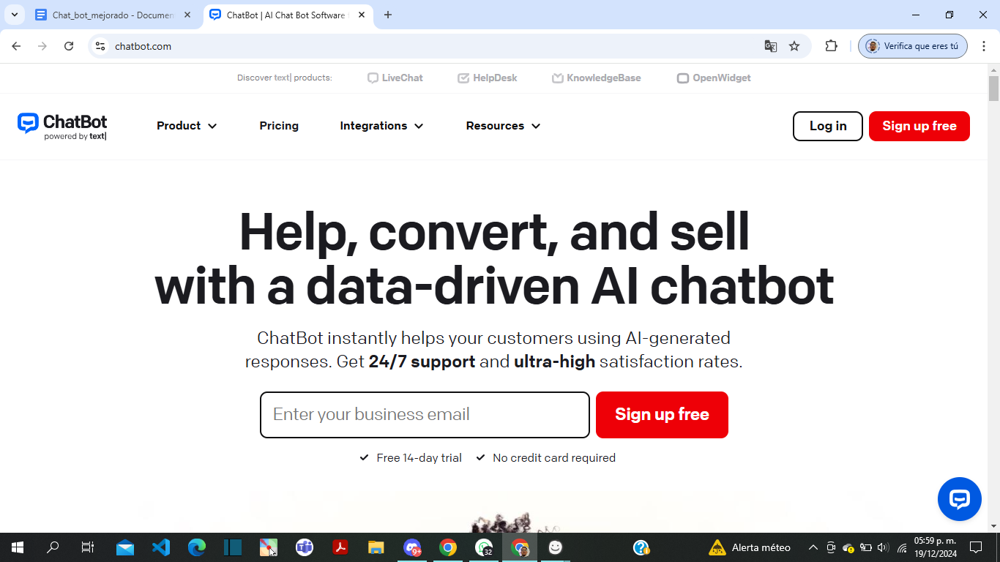 Chat_bot_mejorado - Documen
ChatBot | AI Chat Bot Software
chatbot.com
Verifica que eres tú
Discover text| products:
LiveChat
HelpDesk
KnowledgeBase
OpenWidget
ChatBot
powered by text|
Product
Pricing
Integrations
Resources
Log in
Sign up free
Help, convert, and sell
with a data-driven AI chatbot
ChatBot instantly helps your customers using AI-generated
responses. Get 24/7 support and ultra-high satisfaction rates.
Enter your business email
Sign up free
Free 14-day trial
No credit card required
9+
32
Alerta méteo
05:59 p. m.
19/12/2024